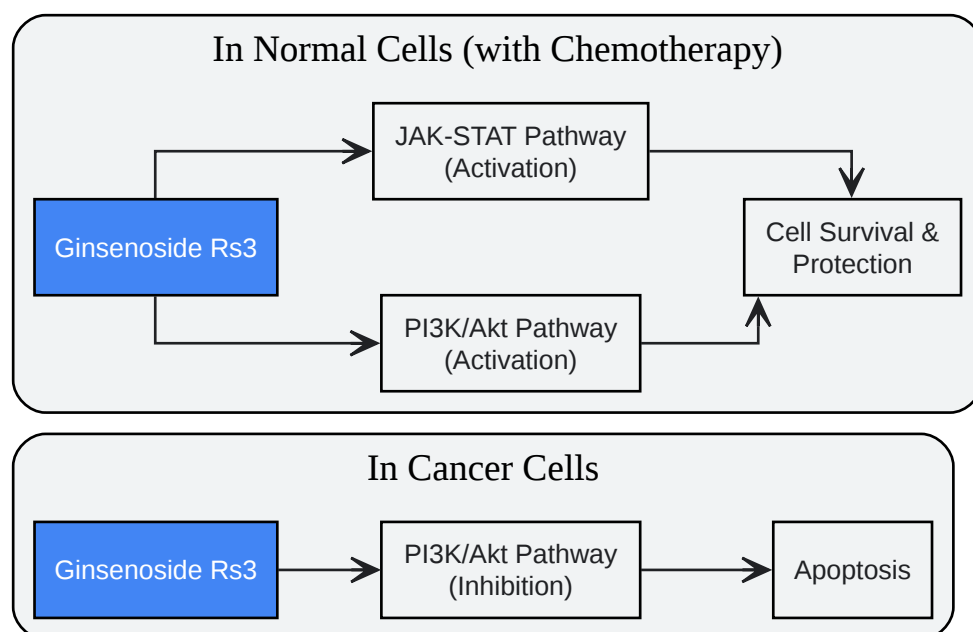 In Normal Cells (with Chemotherapy)
JAK-STAT Pathway
(Activation)
Ginsenoside Rs3
Cell Survival &
Protection
PI3K/Akt Pathway
(Activation)
In Cancer Cells
Ginsenoside Rs3
PI3K/Akt Pathway
(Inhibition)
Apoptosis